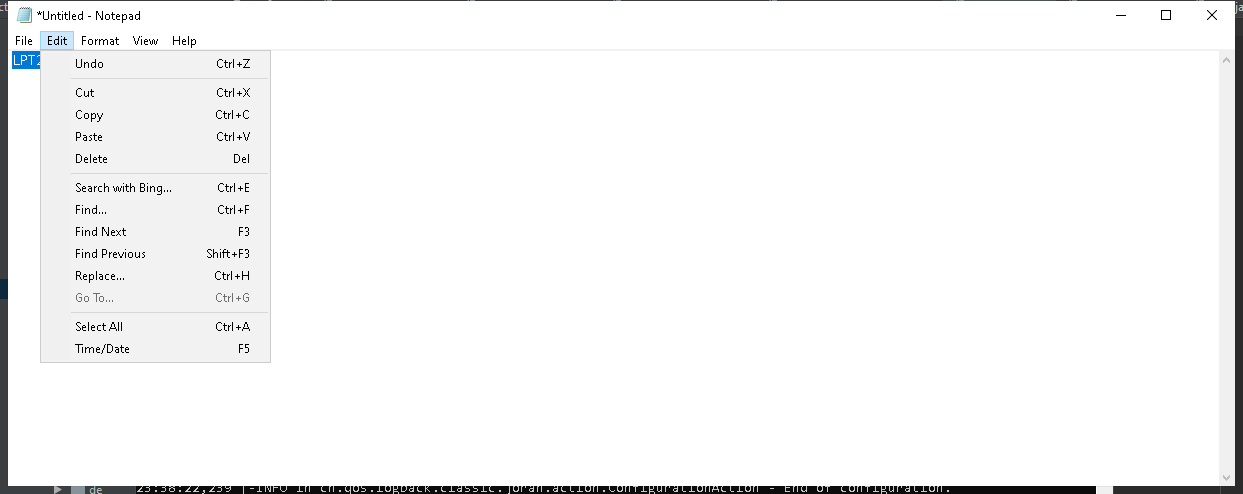 *Untitled - Notepad
File Edit Format View Help
LPT2
Undo Ctrl+Z
Cut Ctrl+X
Copy Ctrl+C
Paste Ctrl+V
Delete Del
Search with Bing... Ctrl+E
Find... Ctrl+F
Find Next F3
Find Previous Shift+F3
Replace... Ctrl+H
Go To... Ctrl+G
Select All Ctrl+A
Time/Date F5
de 23:38:22,239 |-INFO in ch.qos.logback.classic.joran.action.ConfigurationAction - End of configuration.